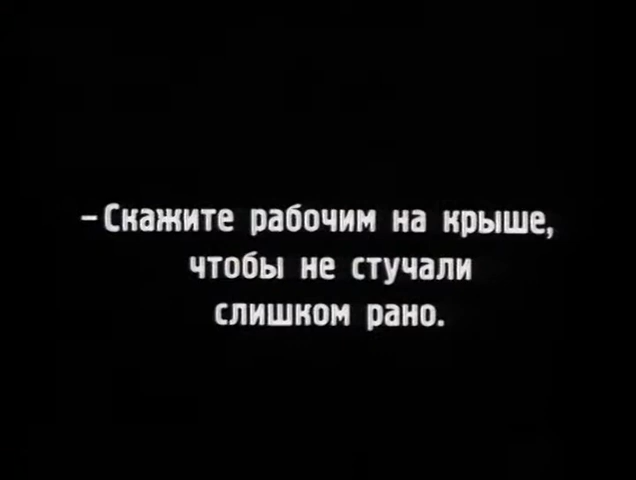 –Скажите рабочим на крыше,
чтобы не стучали
слишком рано.